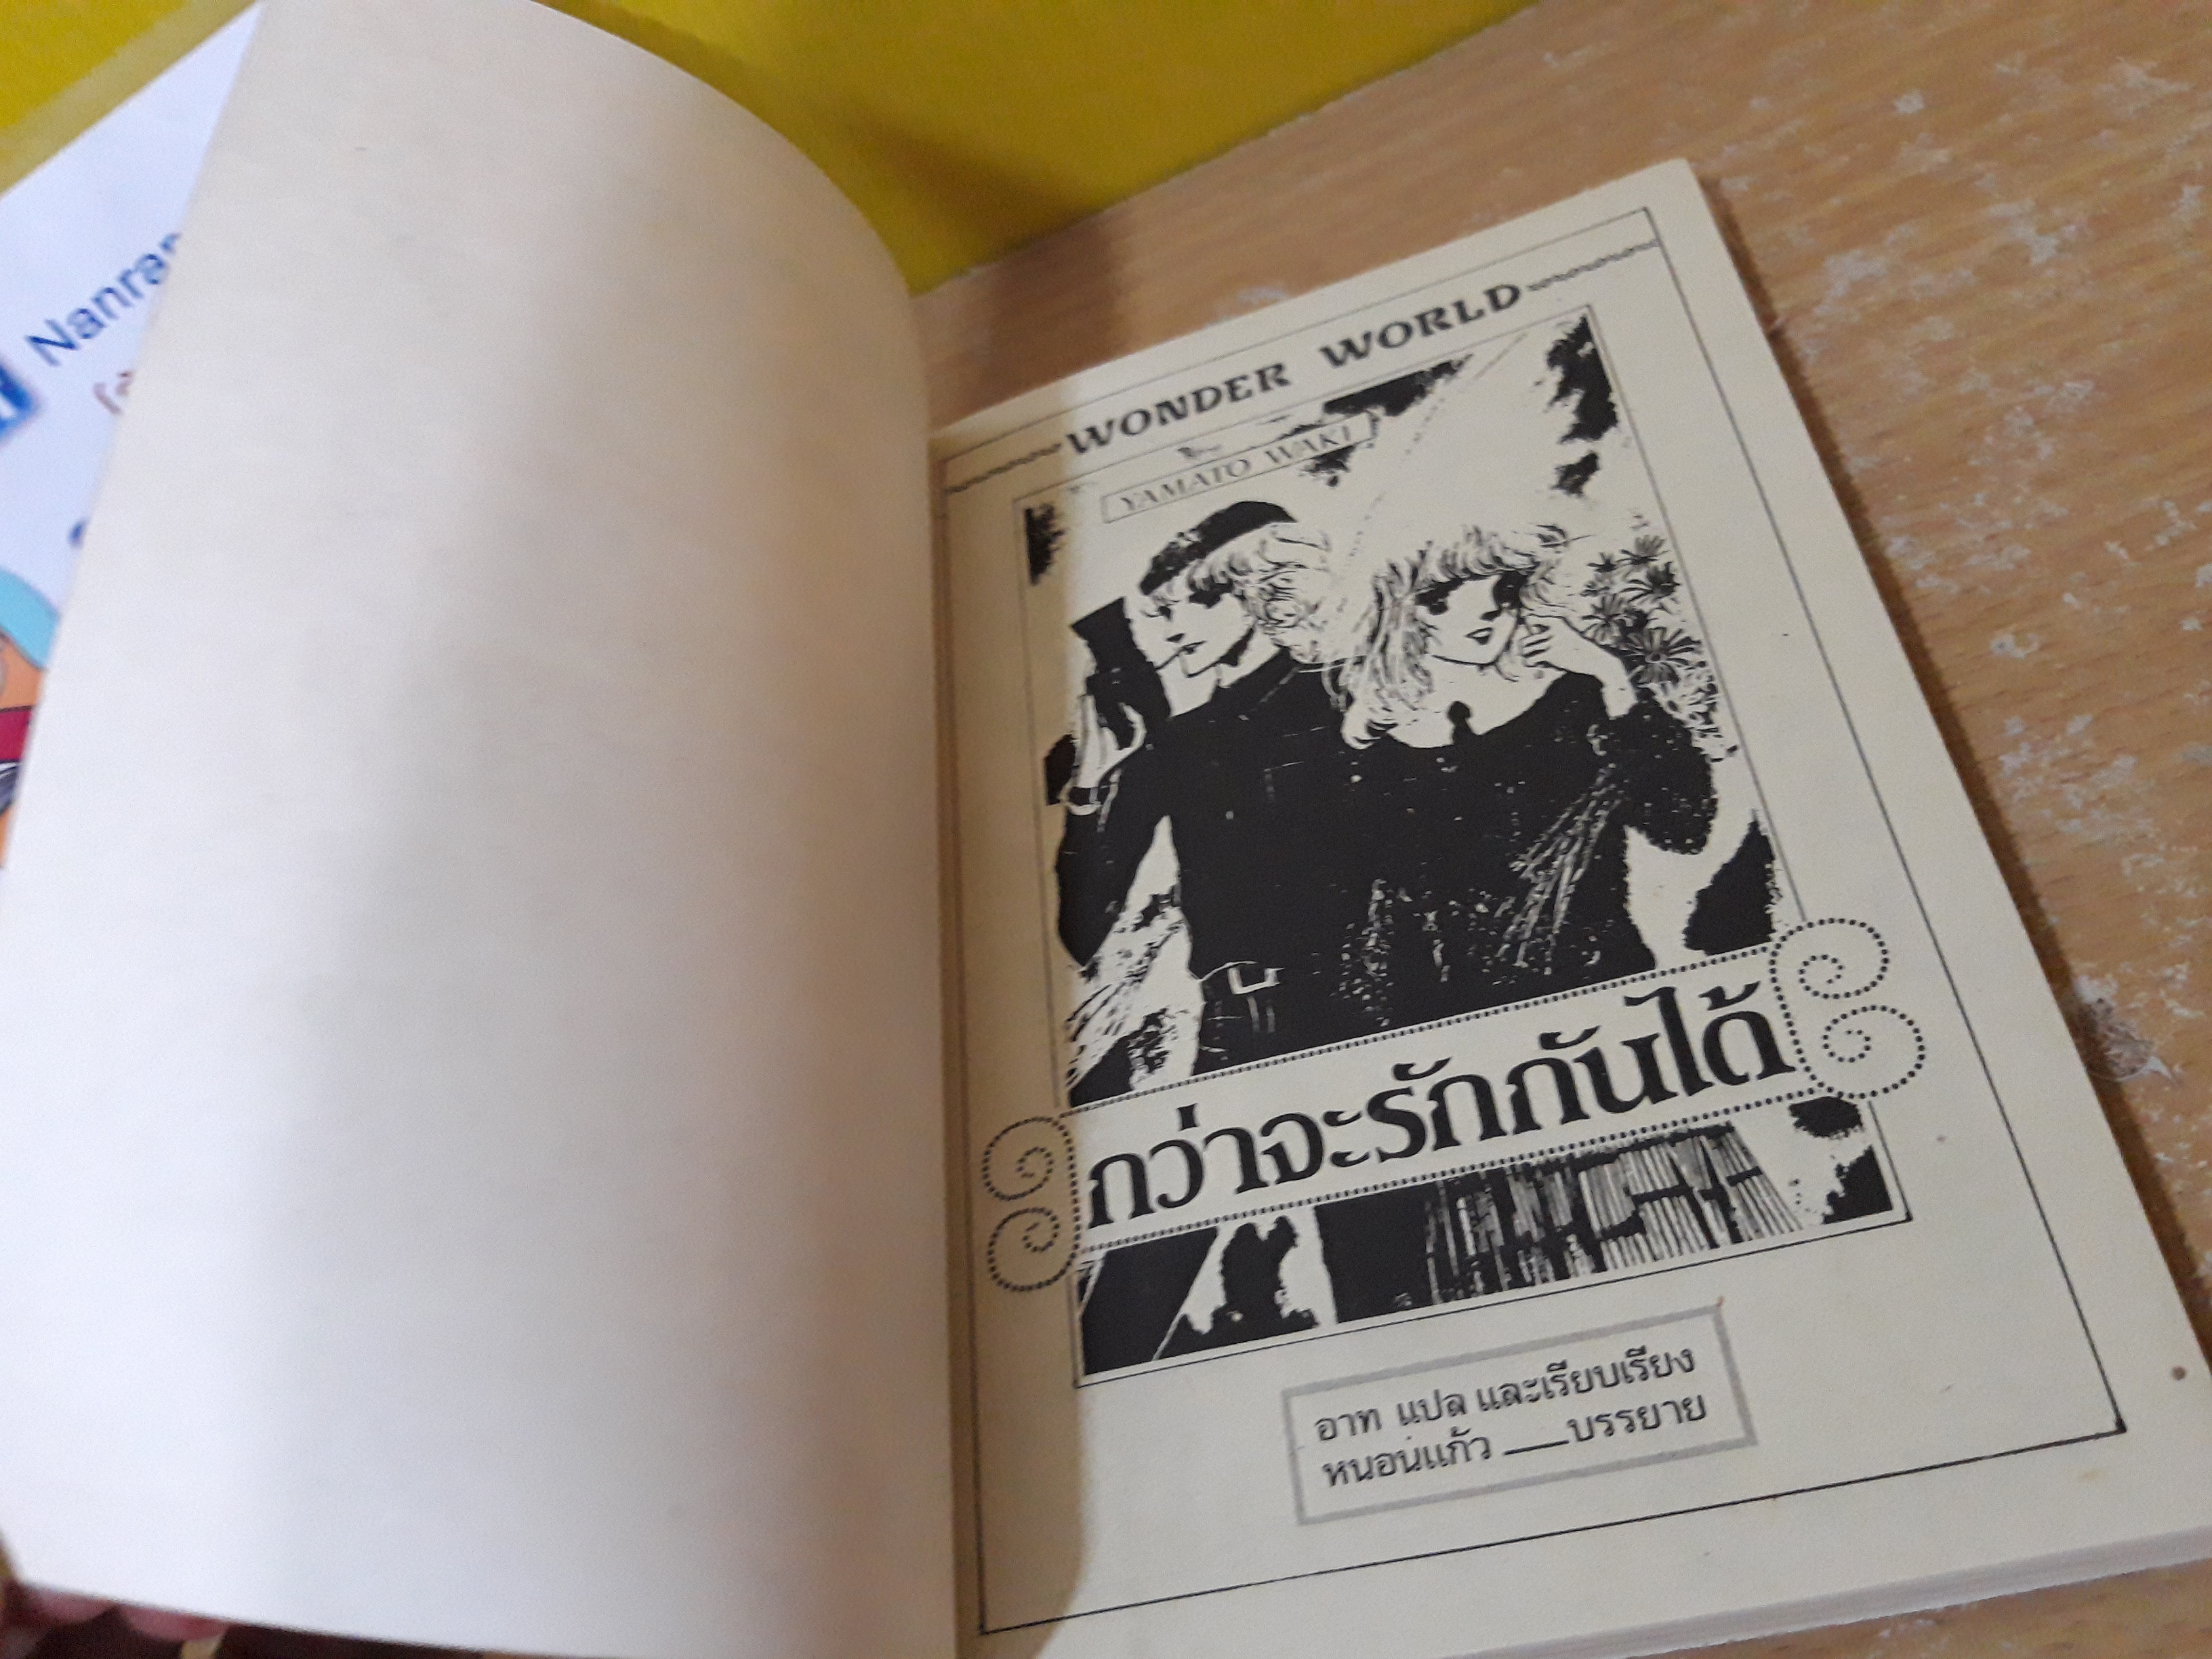 WONDER WORLD
By
YAMATO WAKI
กว่าจะรักกันได้
อาท แปล และเรียบเรียง
หนอนแก้ว ——บรรยาย